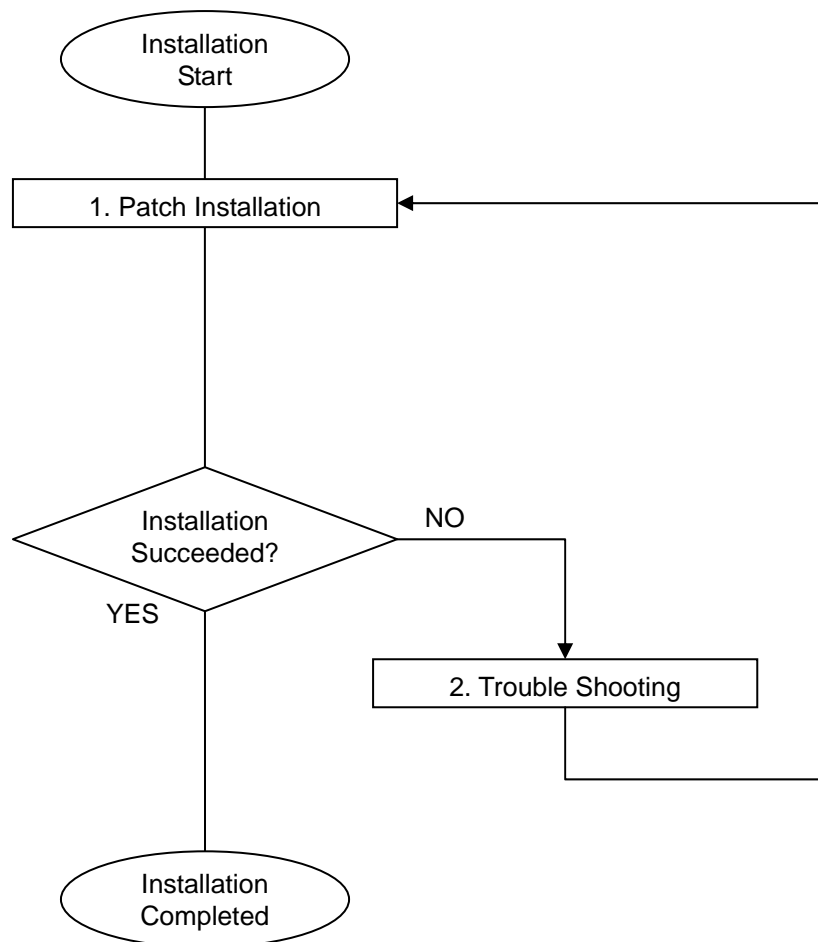 Installation
Start
1. Patch Installation
Installation
Succeeded?
NO
YES
2. Trouble Shooting
Installation
Completed